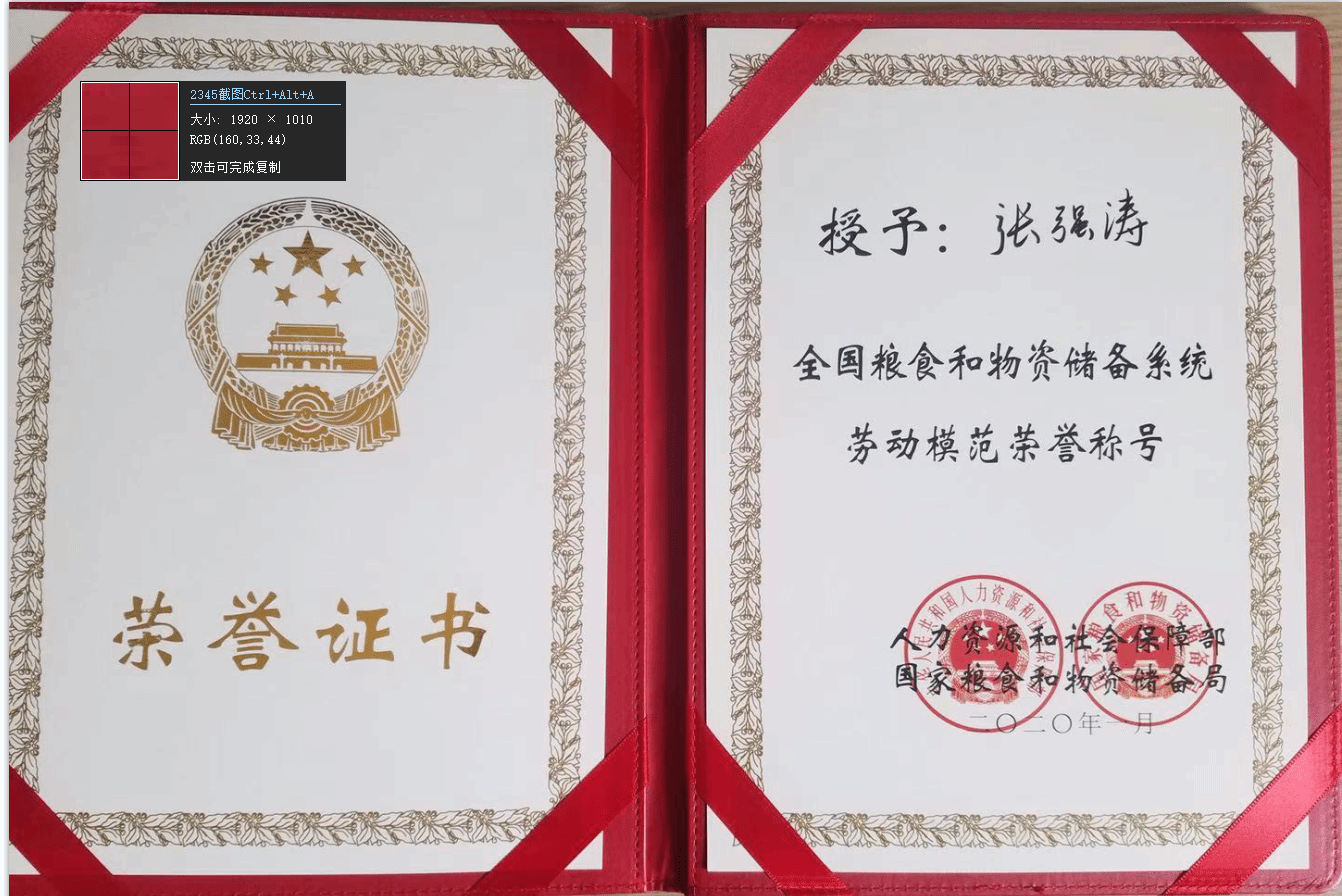 2345截图Ctrl+Alt+A
大小: 1920 × 1010
RGB(160,33,44)
双击可完成复制
荣誉证书
授予：张强涛
全国粮食和物资储备系统
劳动模范荣誉称号
人力资源和社会保障部
国家粮食和物资储备局
二〇二〇年一月